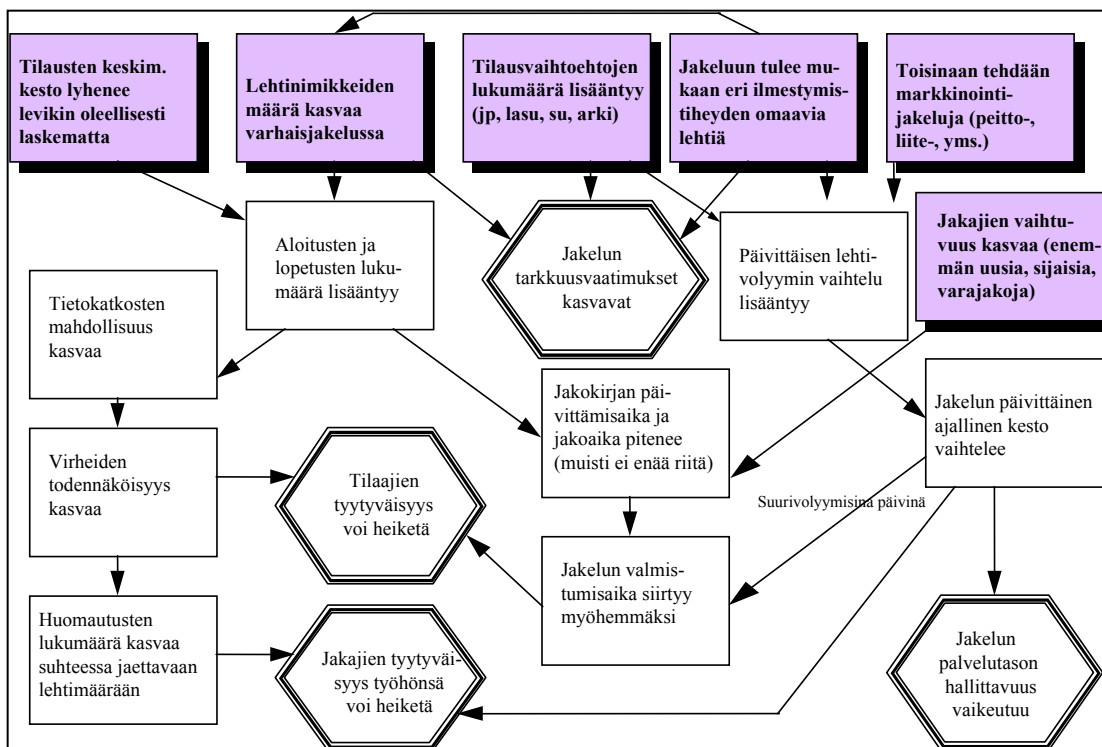 Tilausten keskim.
kesto lyhenee
levikin oleellisesti
laskematta
Lehtinimikkeiden
määrä kasvaa
varhaisjakelussa
Tilausvaihtoehtojen
lukumäärä lisääntyy
(jp, lasu, su, arki)
Jakeluun tulee mu-
kaan eri ilmestymis-
tiheyden omaavia
lehtiä
Toisinaan tehdään
markkinointi-
jakeluja (peitto-,
liite-, yms.)
Jakajien vaihtu-
vuus kasvaa (enem-
män uusia, sijaisia,
varajakoja)
Aloitusten ja
lopetusten luku-
määrä lisääntyy
Jakelun
tarkkuusvaatimukset
kasvavat
Päivittäisen lehti-
volyymin vaihtelu
lisääntyy
Tietokatkosten
mahdollisuus
kasvaa
Jakokirjan päi-
vittämisaika ja
jakoaika pitenee
(muisti ei enää riitä)
Jakelun päivittäinen
ajallinen kesto
vaihtelee
Virheiden
todennäköisyys
kasvaa
Tilaajien
tyytyväisyys
voi heiketä
Suurivolyymisinä päivinä
Jakelun valmis-
tumisaika siirtyy
myöhemmäksi
Huomautusten
lukumäärä kasvaa
suhteessa jaettavaan
lehtimäärään
Jakajien tyytyväi-
syys työhönsä
voi heiketä
Jakelun
palvelutason
hallittavuus
vaikeutuu